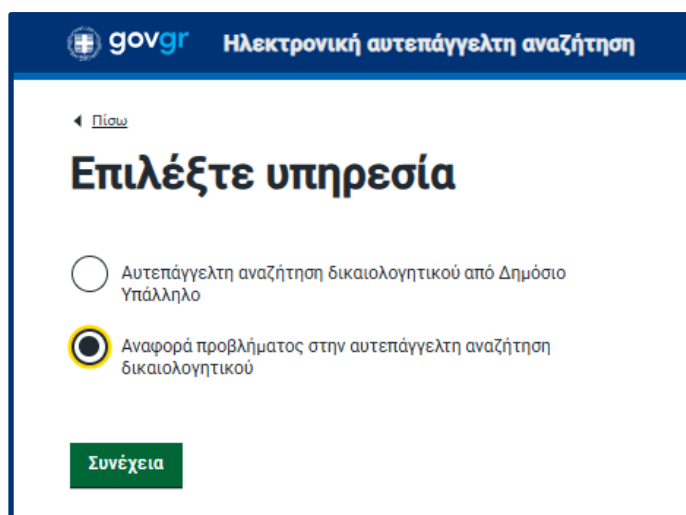 govgr Ηλεκτρονική αυτεπάγγελτη αναζήτηση
Πίσω
Επιλέξτε υπηρεσία
Αυτεπάγγελτη αναζήτηση δικαιολογητικού από Δημόσιο
Υπάλληλο
Αναφορά προβλήματος στην αυτεπάγγελτη αναζήτηση
δικαιολογητικού
Συνέχεια